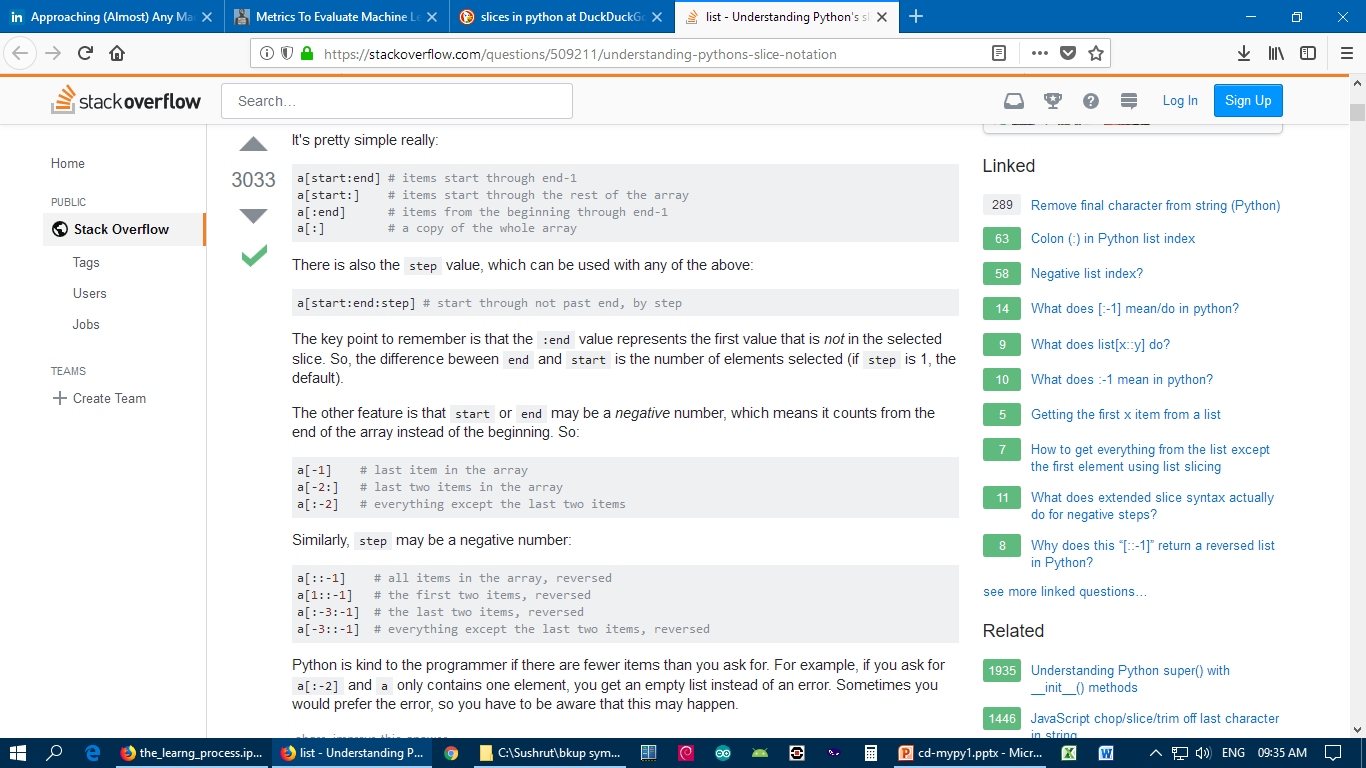 Approaching (Almost) Any Ma
Metrics To Evaluate Machine Le
slices in python at DuckDuckG
list - Understanding Python's sl
https://stackoverflow.com/questions/509211/understanding-pythons-slice-notation
stackoverflow
Search…
Log In
Sign Up
Home
PUBLIC
Stack Overflow
Tags
Users
Jobs
TEAMS
Create Team
3033
It's pretty simple really:
a[start:end] # items start through end-1
a[start:]    # items start through the rest of the array
a[:end]      # items from the beginning through end-1
a[:]         # a copy of the whole array
There is also the step value, which can be used with any of the above:
a[start:end:step] # start through not past end, by step
The key point to remember is that the :end value represents the first value that is not in the selected
slice. So, the difference beween end and start is the number of elements selected (if step is 1, the
default).
The other feature is that start or end may be a negative number, which means it counts from the
end of the array instead of the beginning. So:
a[-1]    # last item in the array
a[-2:]   # last two items in the array
a[:-2]   # everything except the last two items
Similarly, step may be a negative number:
a[::-1]    # all items in the array, reversed
a[1::-1]   # the first two items, reversed
a[:-3:-1]  # the last two items, reversed
a[-3::-1]  # everything except the last two items, reversed
Python is kind to the programmer if there are fewer items than you ask for. For example, if you ask for
a[:-2] and a only contains one element, you get an empty list instead of an error. Sometimes you
would prefer the error, so you have to be aware that this may happen.
Linked
289 Remove final character from string (Python)
63 Colon (:) in Python list index
58 Negative list index?
14 What does [:-1] mean/do in python?
9 What does list[x::y] do?
10 What does :-1 mean in python?
5 Getting the first x item from a list
7 How to get everything from the list except
the first element using list slicing
11 What does extended slice syntax actually
do for negative steps?
8 Why does this “[::-1]” return a reversed list
in Python?
see more linked questions…
Related
1935 Understanding Python super() with
__init__() methods
1446 JavaScript chop/slice/trim off last character
in string
the_learng_process.ip...
list - Understanding P...
C:\Sushrut\bkup sym...
cd-mypy1.pptx - Micr...
ENG
09:35 AM